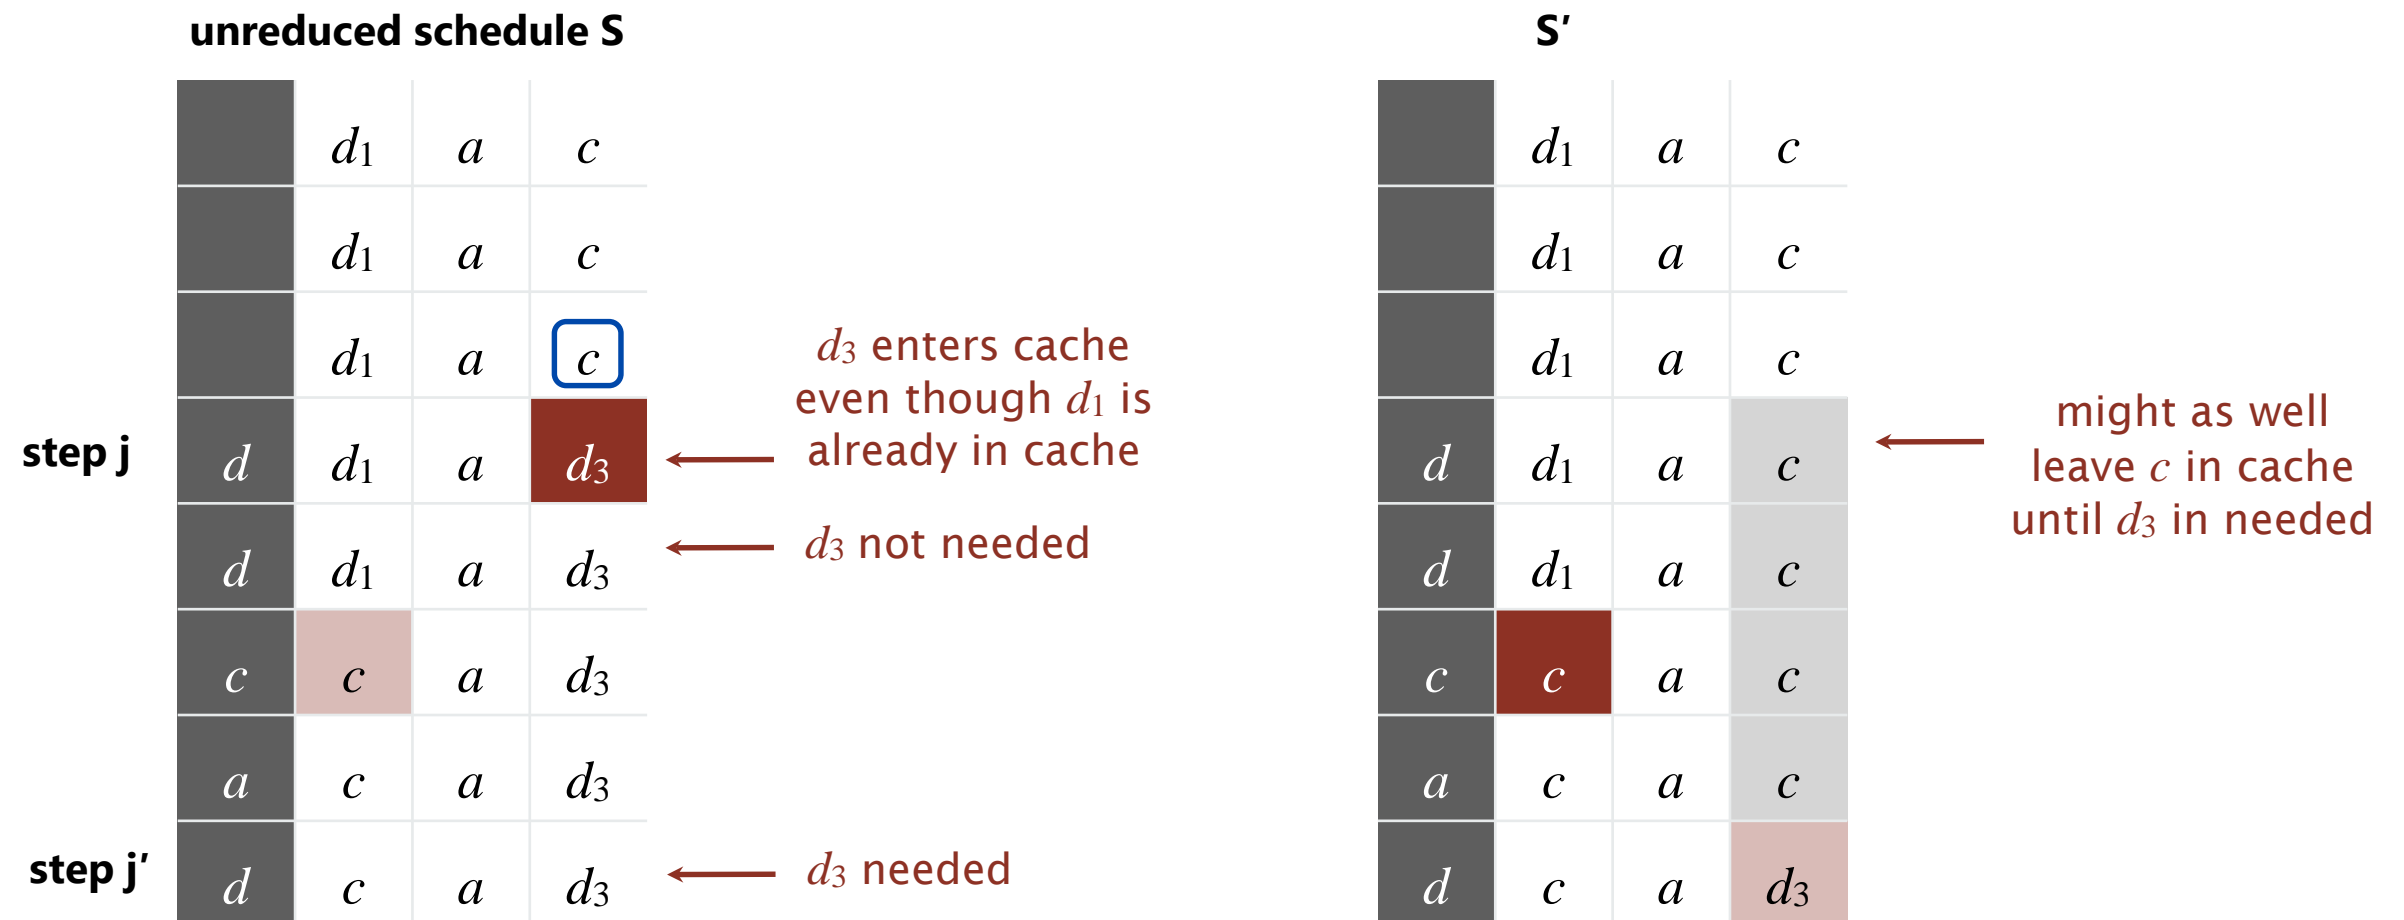 unreduced schedule S
d1 a c
d1 a c
d1 a c
step j d d1 a d3
d d1 a d3
c c a d3
a c a d3
step j′ d c a d3
d3 enters cache
even though d1 is
already in cache
d3 not needed
d3 needed
S′
d1 a c
d1 a c
d1 a c
d d1 a c
d d1 a c
c c a c
a c a c
d c a d3
might as well
leave c in cache
until d3 in needed